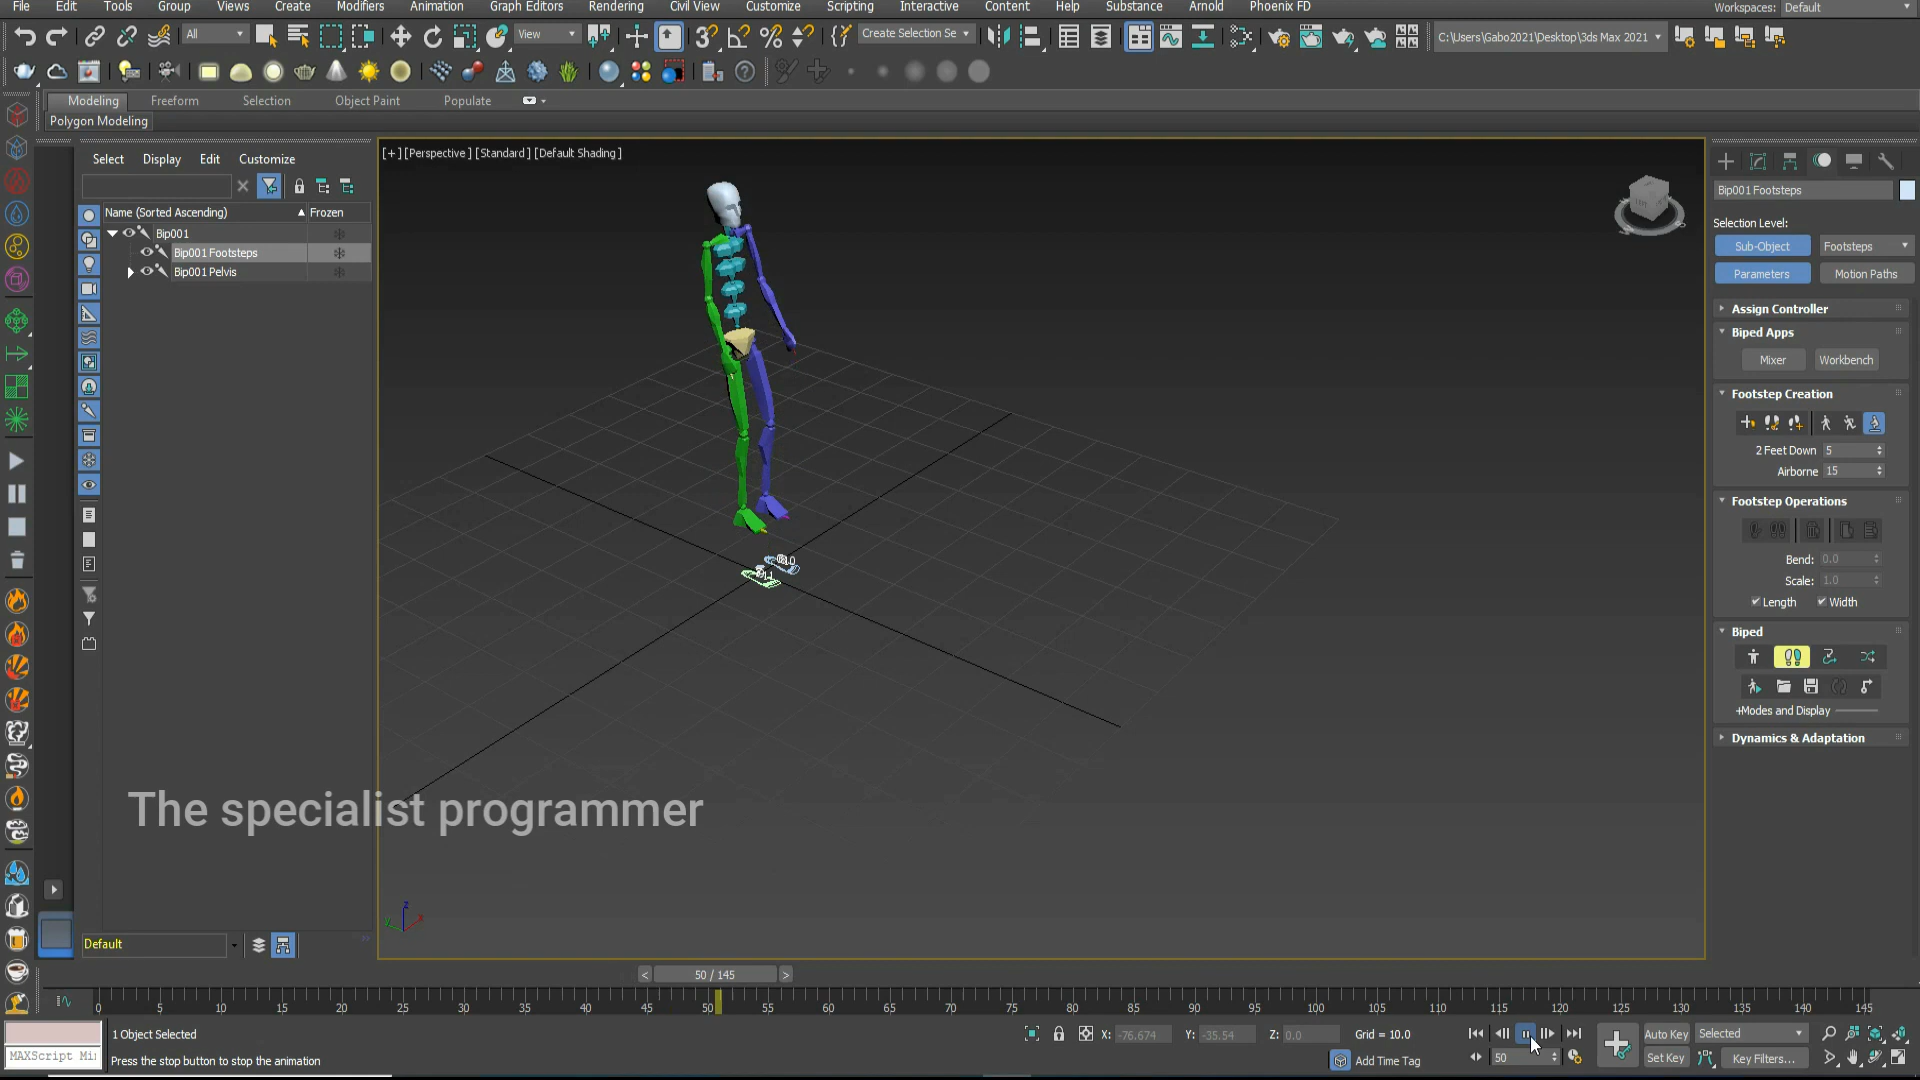 File Edit Tools Group Views Create Modifiers Animation Graph Editors Rendering Civil View Customize Scripting Interactive Content Help Substance Arnold Phoenix FD Workspaces: Default
All View Create Selection Se C:\Users\Gabo2021\Desktop\3ds Max 2021
Modeling Freeform Selection Object Paint Populate
Polygon Modeling
Select Display Edit Customize
Name (Sorted Ascending) Frozen
Bip001
Bip001 Footsteps
Bip001 Pelvis
[+] [Perspective ] [Standard ] [Default Shading ]
Bip001 Footsteps
Selection Level:
Sub-Object Footsteps
Parameters Motion Paths
Assign Controller
Biped Apps
Mixer Workbench
Footstep Creation
2 Feet Down 5
Airborne 15
Footstep Operations
Bend: 0.0
Scale: 1.0
Length Width
Biped
+Modes and Display
Dynamics & Adaptation
The specialist programmer
z
x
Default
< 50 / 145 >
0 5 10 15 20 25 30 35 40 45 50 55 60 65 70 75 80 85 90 95 100 105 110 115 120 125 130 135 140 145
1 Object Selected X: -76.674 Y: -35.54 Z: 0.0 Grid = 10.0 Auto Key Selected
MAXScript Mi Press the stop button to stop the animation Add Time Tag 50 Set Key Key Filters...